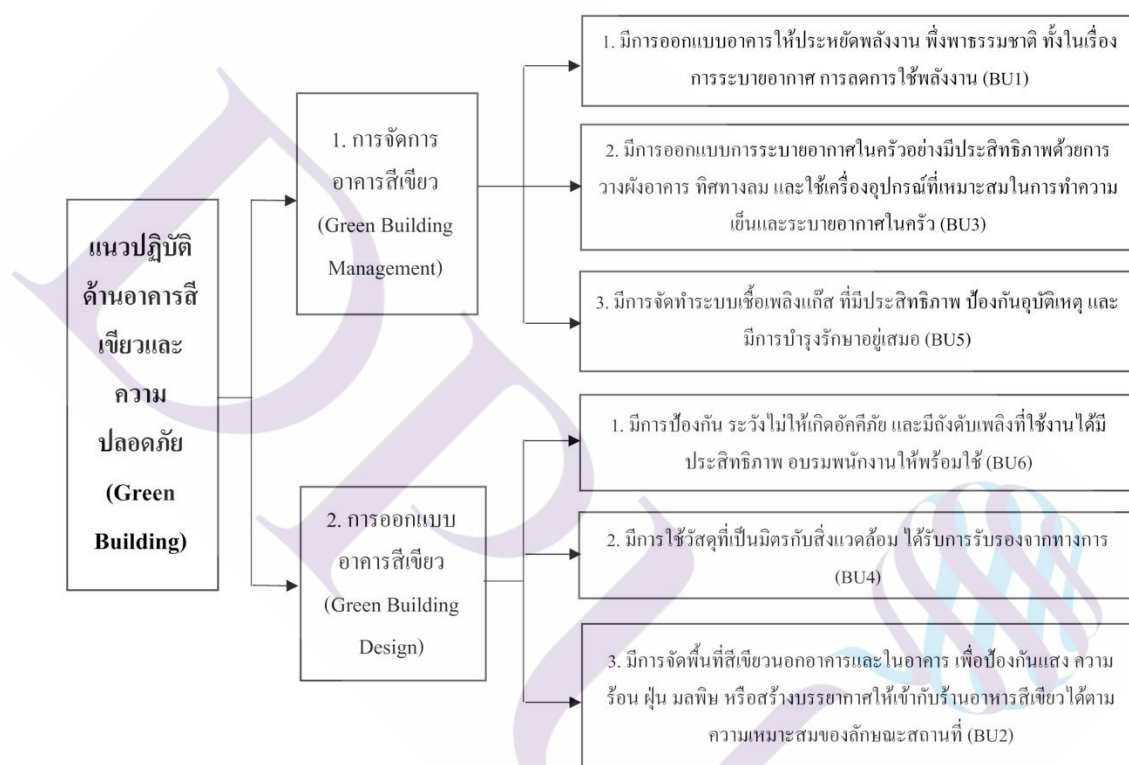 แนวปฏิบัติ
ด้านอาคารสี
เขียวและ
ความ
ปลอดภัย
(Green
Building)
1. การจัดการ
อาคารสีเขียว
(Green Building
Management)
1. มีการออกแบบอาคารให้ประหยัดพลังงาน พึ่งพาธรรมชาติ ทั้งในเรื่อง
การระบายอากาศ การลดการใช้พลังงาน (BU1)
2. มีการออกแบบการระบายอากาศในครัวอย่างมีประสิทธิภาพด้วยการ
วางผังอาคาร ทิศทางลม และใช้เครื่องอุปกรณ์ที่เหมาะสมในการทำความ
เย็นและระบายอากาศในครัว (BU3)
3. มีการจัดทำระบบเชื้อเพลิงแก๊ส ที่มีประสิทธิภาพ ป้องกันอุบัติเหตุ และ
มีการบำรุงรักษาอยู่เสมอ (BU5)
2. การออกแบบ
อาคารสีเขียว
(Green Building
Design)
1. มีการป้องกัน ระวังไม่ให้เกิดอัคคีภัย และมีถังดับเพลิงที่ใช้งานได้มี
ประสิทธิภาพ อบรมพนักงานให้พร้อมใช้ (BU6)
2. มีการใช้วัสดุที่เป็นมิตรกับสิ่งแวดล้อม ได้รับการรับรองจากทางการ
(BU4)
3. มีการจัดพื้นที่สีเขียวนอกอาคารและในอาคาร เพื่อป้องกันแสง ความ
ร้อน ฝุ่น มลพิษ หรือสร้างบรรยากาศให้เข้ากับร้านอาหารสีเขียวได้ตาม
ความเหมาะสมของลักษณะสถานที่ (BU2)